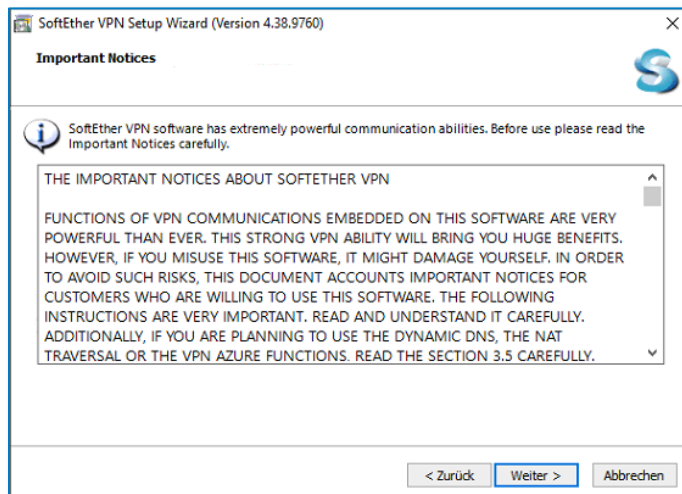 SoftEther VPN Setup Wizard (Version 4.38.9760)
Important Notices
SoftEther VPN software has extremely powerful communication abilities. Before use please read the
Important Notices carefully.
THE IMPORTANT NOTICES ABOUT SOFTETHER VPN
FUNCTIONS OF VPN COMMUNICATIONS EMBEDDED ON THIS SOFTWARE ARE VERY
POWERFUL THAN EVER. THIS STRONG VPN ABILITY WILL BRING YOU HUGE BENEFITS.
HOWEVER, IF YOU MISUSE THIS SOFTWARE, IT MIGHT DAMAGE YOURSELF. IN ORDER
TO AVOID SUCH RISKS, THIS DOCUMENT ACCOUNTS IMPORTANT NOTICES FOR
CUSTOMERS WHO ARE WILLING TO USE THIS SOFTWARE. THE FOLLOWING
INSTRUCTIONS ARE VERY IMPORTANT. READ AND UNDERSTAND IT CAREFULLY.
ADDITIONALLY, IF YOU ARE PLANNING TO USE THE DYNAMIC DNS, THE NAT
TRAVERSAL OR THE VPN AZURE FUNCTIONS. READ THE SECTION 3.5 CAREFULLY.
< Zurück Weiter > Abbrechen